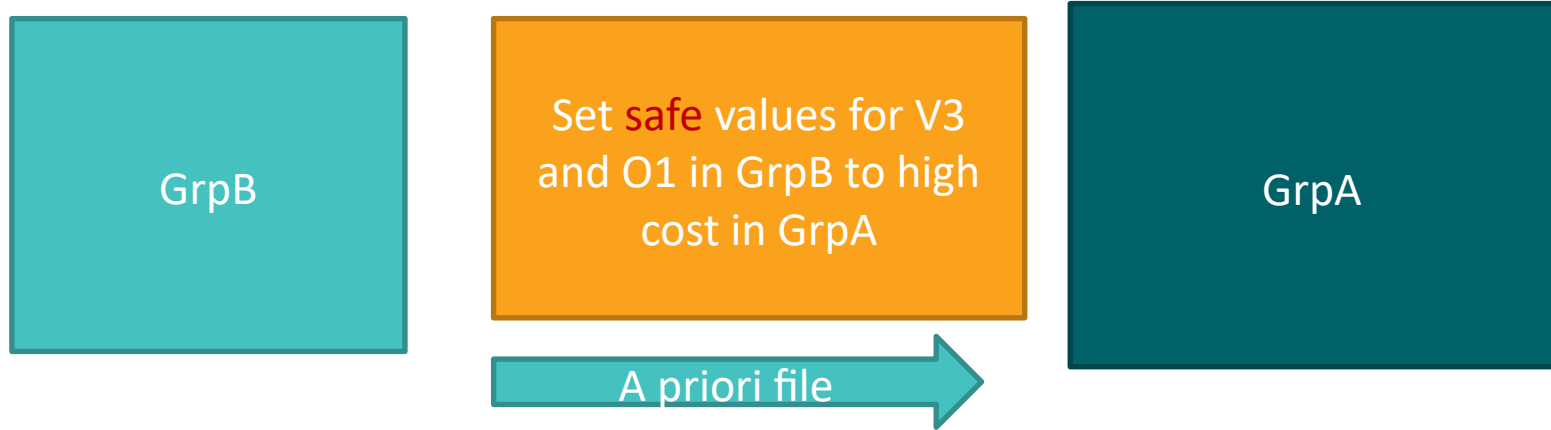 GrpB
Set safe values for V3
and O1 in GrpB to high
cost in GrpA
GrpA
A priori file